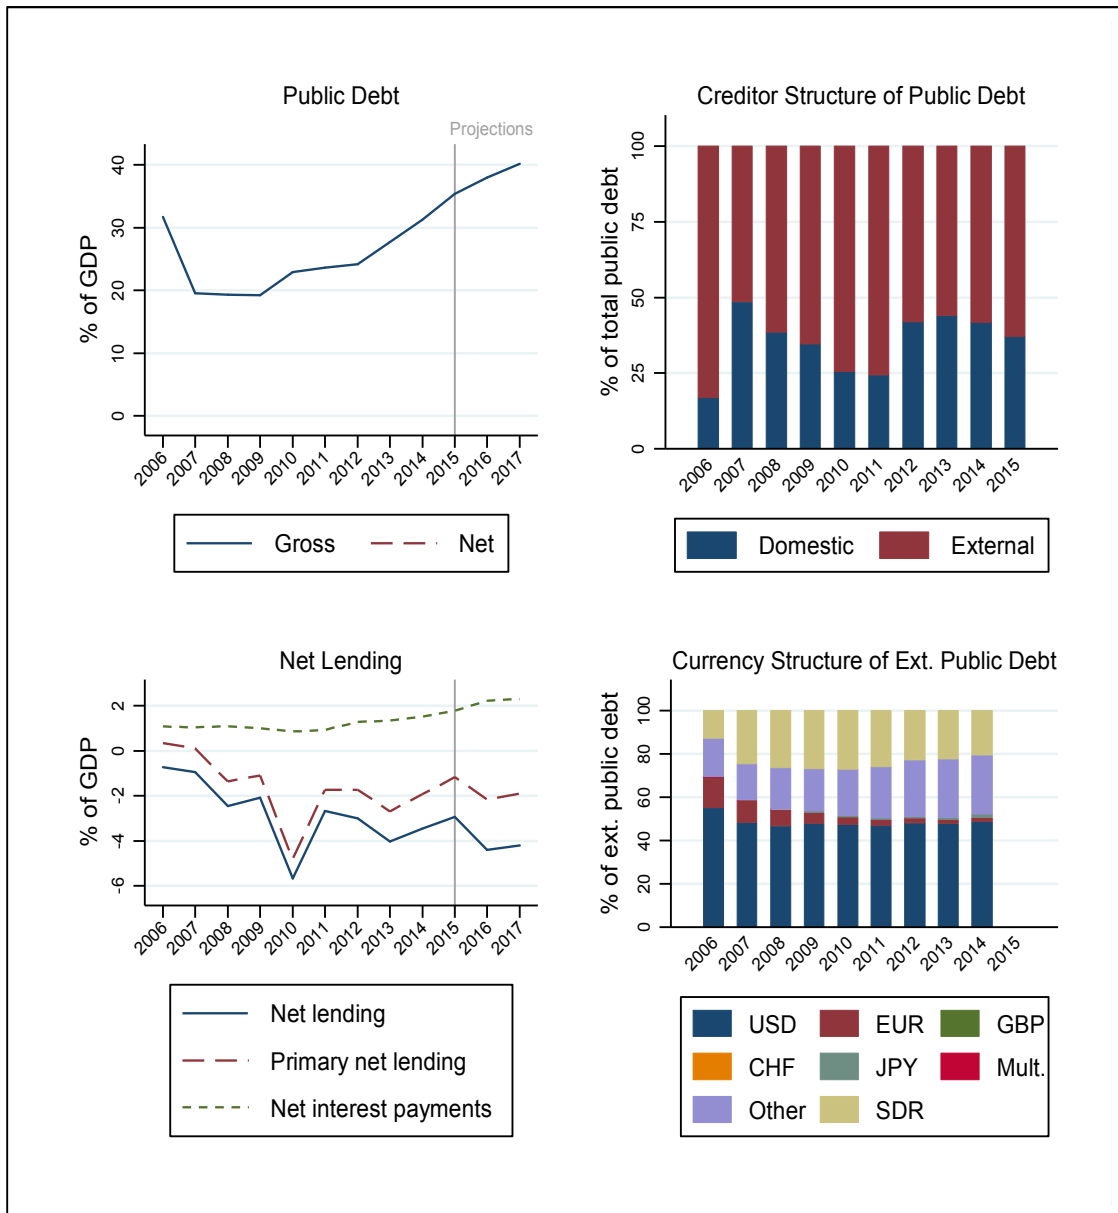 Public Debt
Projections
% of GDP
40
30
20
10
0
2006 2007 2008 2009 2010 2011 2012 2013 2014 2015 2016 2017
Gross Net
Creditor Structure of Public Debt
% of total public debt
100
75
50
25
0
2006 2007 2008 2009 2010 2011 2012 2013 2014 2015
Domestic External
Net Lending
% of GDP
2
0
-2
-4
-6
2006 2007 2008 2009 2010 2011 2012 2013 2014 2015 2016 2017
Net lending
Primary net lending
Net interest payments
Currency Structure of Ext. Public Debt
% of ext. public debt
100
80
60
40
20
0
2006 2007 2008 2009 2010 2011 2012 2013 2014 2015
USD EUR GBP
CHF JPY Mult.
Other SDR